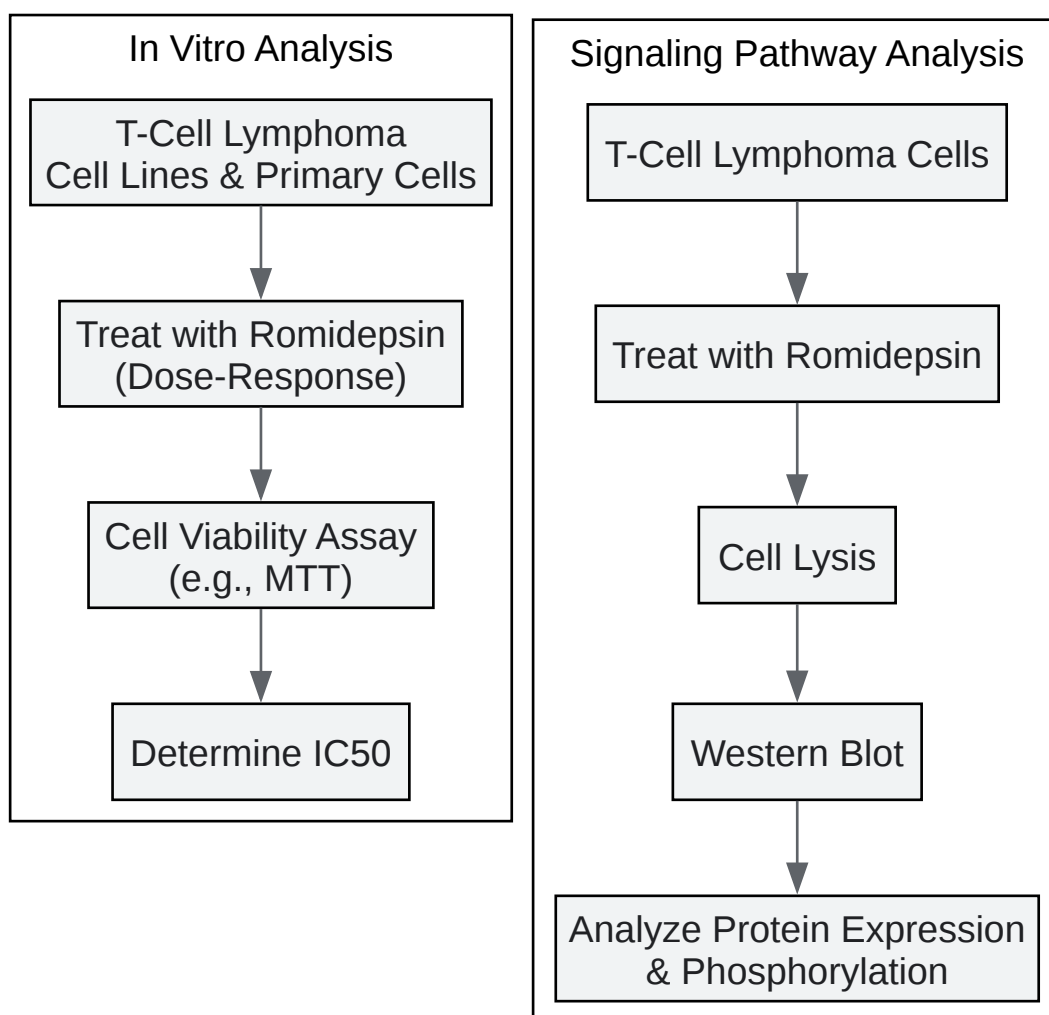 In Vitro Analysis
T-Cell Lymphoma
Cell Lines & Primary Cells
Treat with Romidepsin
(Dose-Response)
Cell Viability Assay
(e.g., MTT)
Determine IC50
Signaling Pathway Analysis
T-Cell Lymphoma Cells
Treat with Romidepsin
Cell Lysis
Western Blot
Analyze Protein Expression
& Phosphorylation